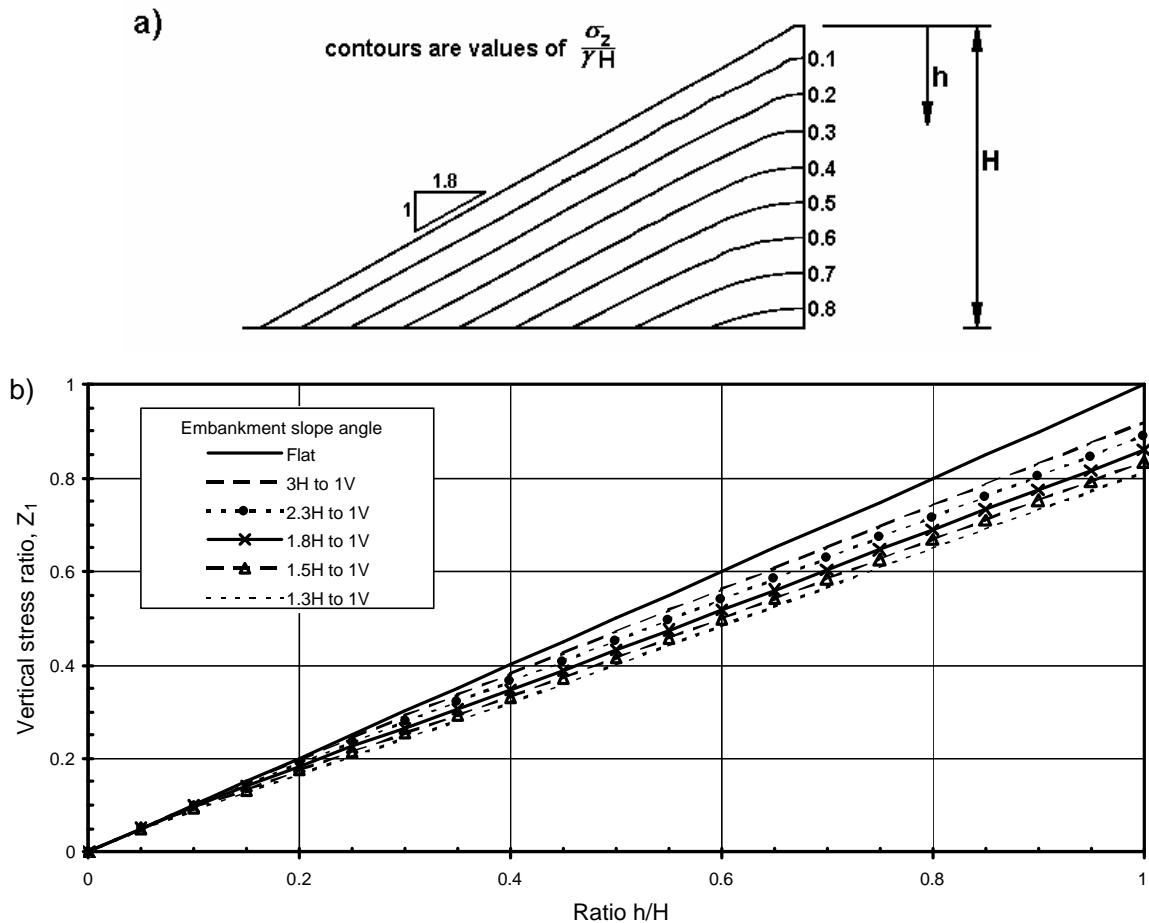 a)
contours are values of σz/γH
0.1
0.2
0.3
0.4
0.5
0.6
0.7
0.8
h
H
1.8
1
b)
Embankment slope angle
Flat
3H to 1V
2.3H to 1V
1.8H to 1V
1.5H to 1V
1.3H to 1V
Vertical stress ratio, Z1
1
0.8
0.6
0.4
0.2
0
0 0.2 0.4 0.6 0.8 1
Ratio h/H